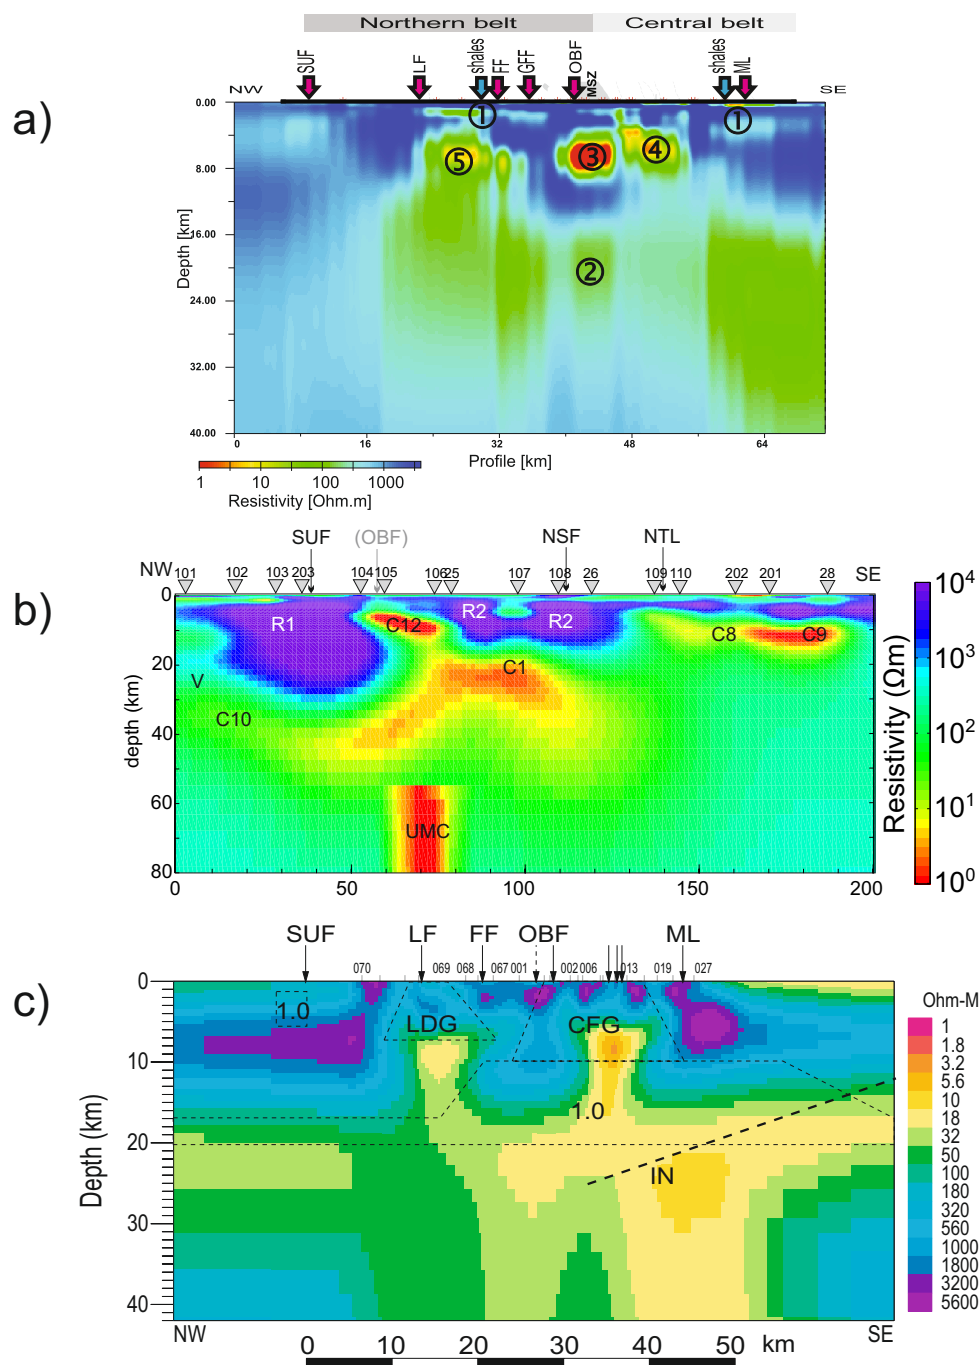 a)
Northern belt
Central belt
SUF
LF
shales
FF
GFF
OBF
MSZ
shales
ML
NW
SE
0.00
8.00
16.00
24.00
32.00
40.00
Depth [km]
1
1
5
3
4
2
0
16
32
48
64
Profile [km]
1
10
100
1000
Resistivity [Ohm.m]
b)
SUF
(OBF)
NSF
NTL
NW
101
102
103
203
104
105
106
25
107
108
26
109
110
202
201
28
SE
0
20
40
60
80
depth (km)
R1
C12
R2
R2
C8
C9
C1
V
C10
UMC
0
50
100
150
200
10⁴
10³
10²
10¹
10⁰
Resistivity (Ωm)
c)
SUF
LF
FF
OBF
ML
070
069
068
067
001
002
006
013
019
027
0
10
20
30
40
Depth (km)
1.0
LDG
CFG
1.0
IN
NW
SE
0
10
20
30
40
50
km
Ohm-M
1
1.8
3.2
5.6
10
18
32
50
100
180
320
560
1000
1800
3200
5600